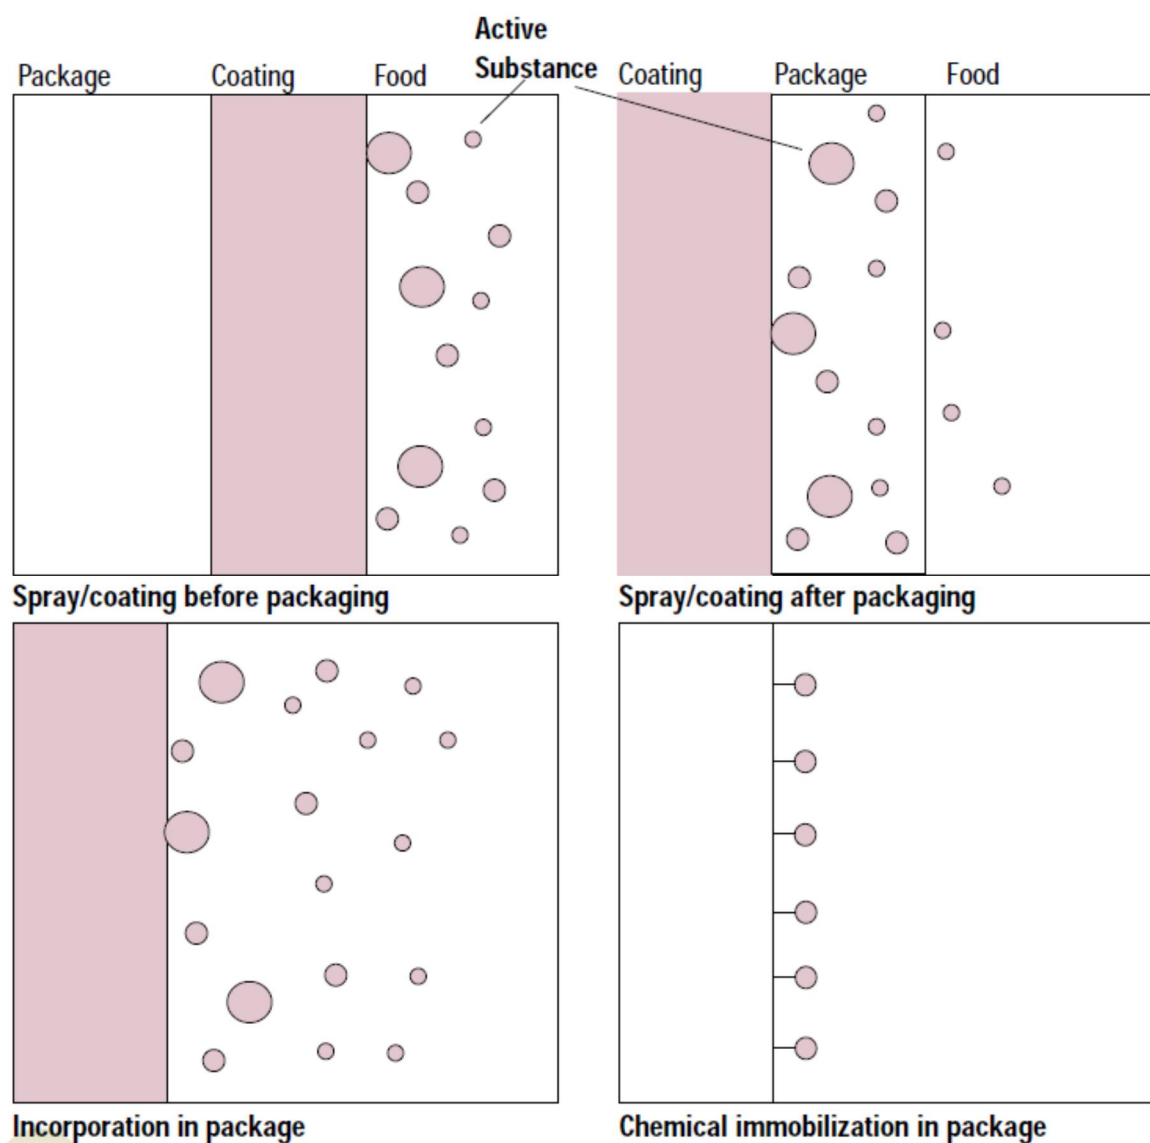 Active
Substance
Package Coating Food
Coating Package Food
Spray/coating before packaging
Spray/coating after packaging
Incorporation in package
Chemical immobilization in package